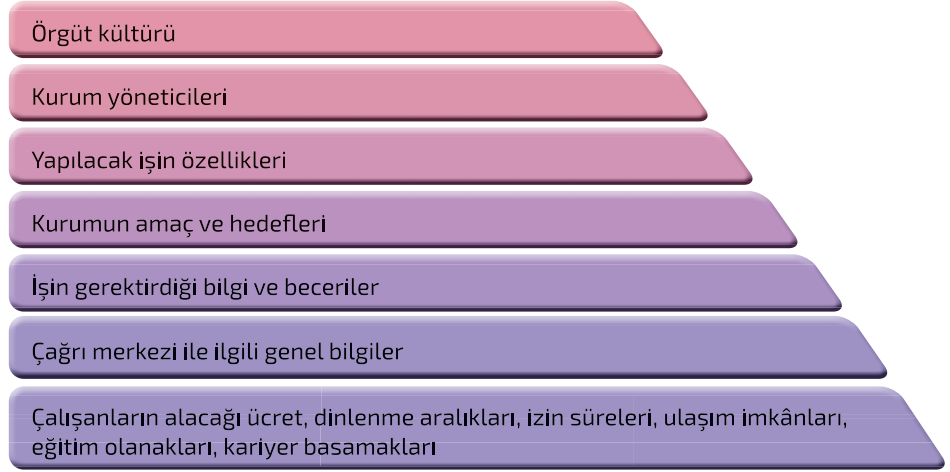 Örgüt kültürü
Kurum yöneticileri
Yapılacak işin özellikleri
Kurumun amaç ve hedefleri
İşin gerektirdiği bilgi ve beceriler
Çağrı merkezi ile ilgili genel bilgiler
Çalışanların alacağı ücret, dinlenme aralıkları, izin süreleri, ulaşım imkânları,
eğitim olanakları, kariyer basamakları